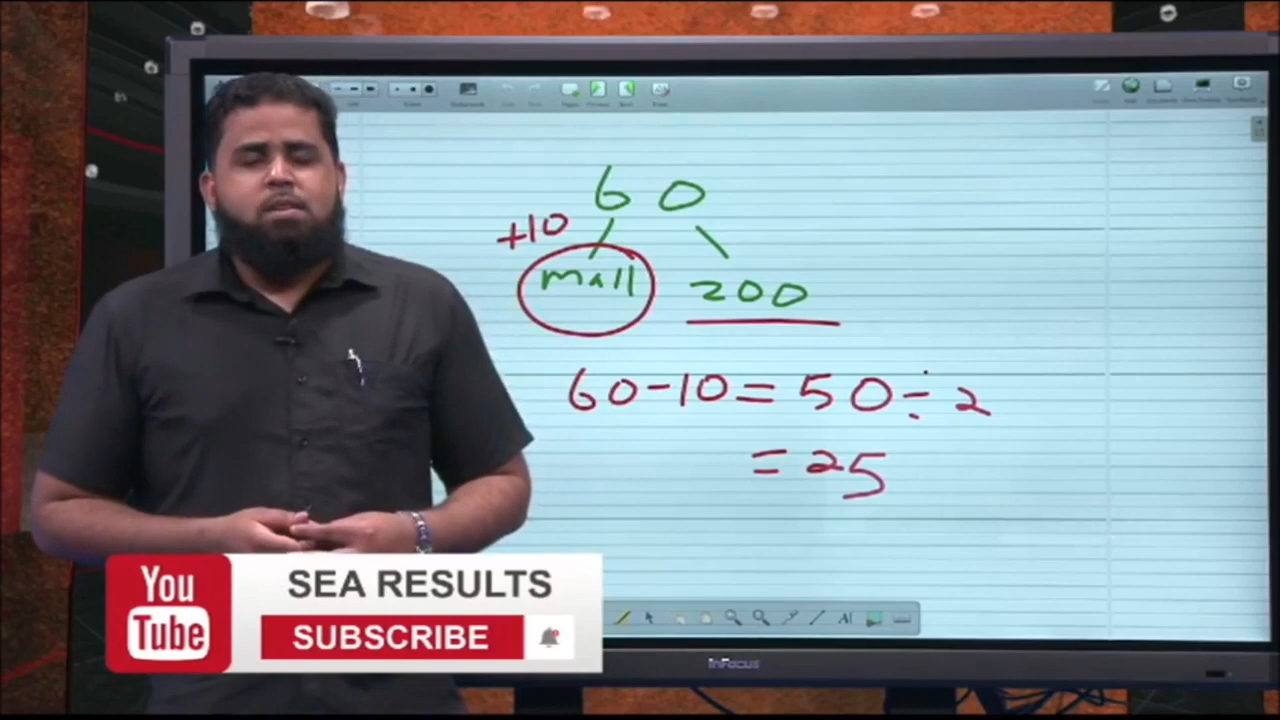 60
+10
mall 200
60-10=50÷2
=25
You
Tube
SEA RESULTS
SUBSCRIBE
InFocus